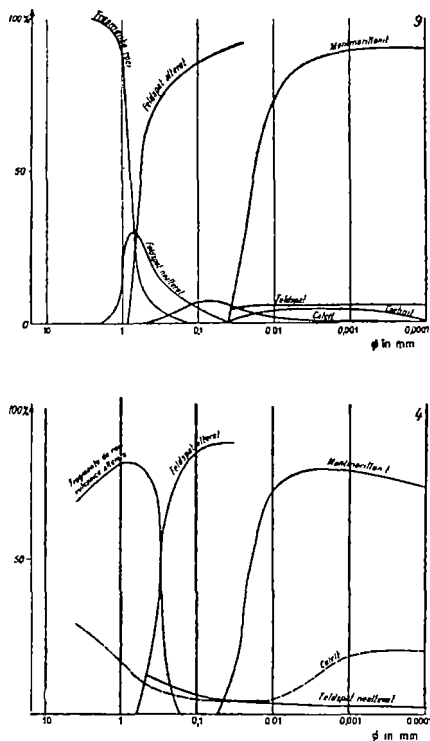 100%
9
Fragmente roci
Feldspat alterat
Montmorillonit
50
Feldspat nealterat
Feldspat
Calcit
0
10
1
0,1
0,01
0,001
0,0001
φ in mm
100%
4
Fragmente de roci
vulcanice alterate
Feldspat alterat
Montmorillonit
50
Calcit
Feldspat nealterat
10
1
0,1
0,01
0,001
0,0001
φ in mm